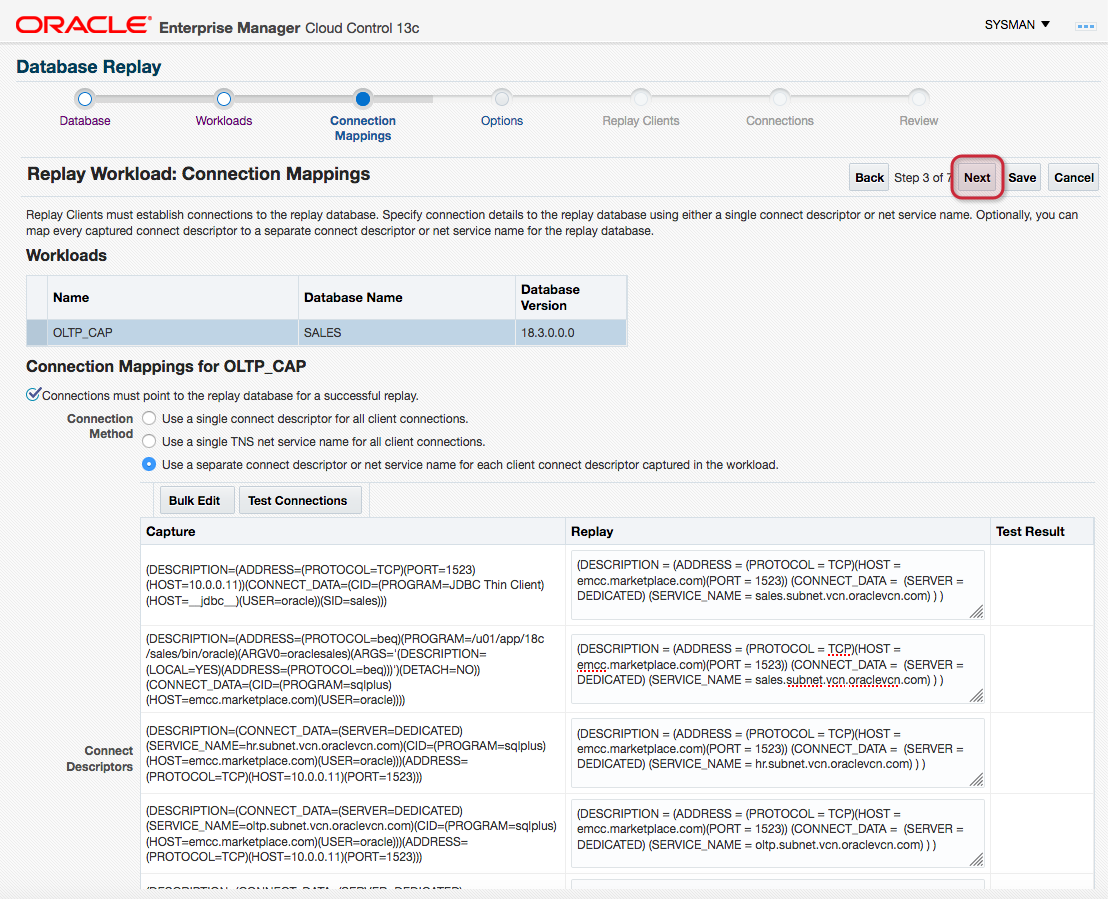 ORACLE Enterprise Manager Cloud Control 13c
SYSMAN
Database Replay
Database
Workloads
Connection
Mappings
Options
Replay Clients
Connections
Review
Replay Workload: Connection Mappings
Back Step 3 of 7 Next Save Cancel
Replay Clients must establish connections to the replay database. Specify connection details to the replay database using either a single connect descriptor or net service name. Optionally, you can
map every captured connect descriptor to a separate connect descriptor or net service name for the replay database.
Workloads
Name Database Name Database
Version
OLTP_CAP SALES 18.3.0.0.0
Connection Mappings for OLTP_CAP
Connections must point to the replay database for a successful replay.
Connection
Method
Use a single connect descriptor for all client connections.
Use a single TNS net service name for all client connections.
Use a separate connect descriptor or net service name for each client connect descriptor captured in the workload.
Bulk Edit Test Connections
Capture Replay Test Result
(DESCRIPTION=(ADDRESS=(PROTOCOL=TCP)(PORT=1523)
(HOST=10.0.0.11))(CONNECT_DATA=(CID=(PROGRAM=JDBC Thin Client)
(HOST=__jdbc__)(USER=oracle))(SID=sales)))
(DESCRIPTION = (ADDRESS = (PROTOCOL = TCP)(HOST =
emcc.marketplace.com)(PORT = 1523)) (CONNECT_DATA = (SERVER =
DEDICATED) (SERVICE_NAME = sales.subnet.vcn.oraclevcn.com) ) )
(DESCRIPTION=(ADDRESS=(PROTOCOL=beq)(PROGRAM=/u01/app/18c
/sales/bin/oracle)(ARGV0=oraclesales)(ARGS='(DESCRIPTION=
(LOCAL=YES)(ADDRESS=(PROTOCOL=beq)))')(DETACH=NO))
(CONNECT_DATA=(CID=(PROGRAM=sqlplus)
(HOST=emcc.marketplace.com)(USER=oracle))))
(DESCRIPTION = (ADDRESS = (PROTOCOL = TCP)(HOST =
emcc.marketplace.com)(PORT = 1523)) (CONNECT_DATA = (SERVER =
DEDICATED) (SERVICE_NAME = sales.subnet.vcn.oraclevcn.com) ) )
Connect
Descriptors
(DESCRIPTION=(CONNECT_DATA=(SERVER=DEDICATED)
(SERVICE_NAME=hr.subnet.vcn.oraclevcn.com)(CID=(PROGRAM=sqlplus)
(HOST=emcc.marketplace.com)(USER=oracle)))(ADDRESS=
(PROTOCOL=TCP)(HOST=10.0.0.11)(PORT=1523)))
(DESCRIPTION = (ADDRESS = (PROTOCOL = TCP)(HOST =
emcc.marketplace.com)(PORT = 1523)) (CONNECT_DATA = (SERVER =
DEDICATED) (SERVICE_NAME = hr.subnet.vcn.oraclevcn.com) ) )
(DESCRIPTION=(CONNECT_DATA=(SERVER=DEDICATED)
(SERVICE_NAME=oltp.subnet.vcn.oraclevcn.com)(CID=(PROGRAM=sqlplus)
(HOST=emcc.marketplace.com)(USER=oracle)))(ADDRESS=
(PROTOCOL=TCP)(HOST=10.0.0.11)(PORT=1523)))
(DESCRIPTION = (ADDRESS = (PROTOCOL = TCP)(HOST =
emcc.marketplace.com)(PORT = 1523)) (CONNECT_DATA = (SERVER =
DEDICATED) (SERVICE_NAME = oltp.subnet.vcn.oraclevcn.com) ) )